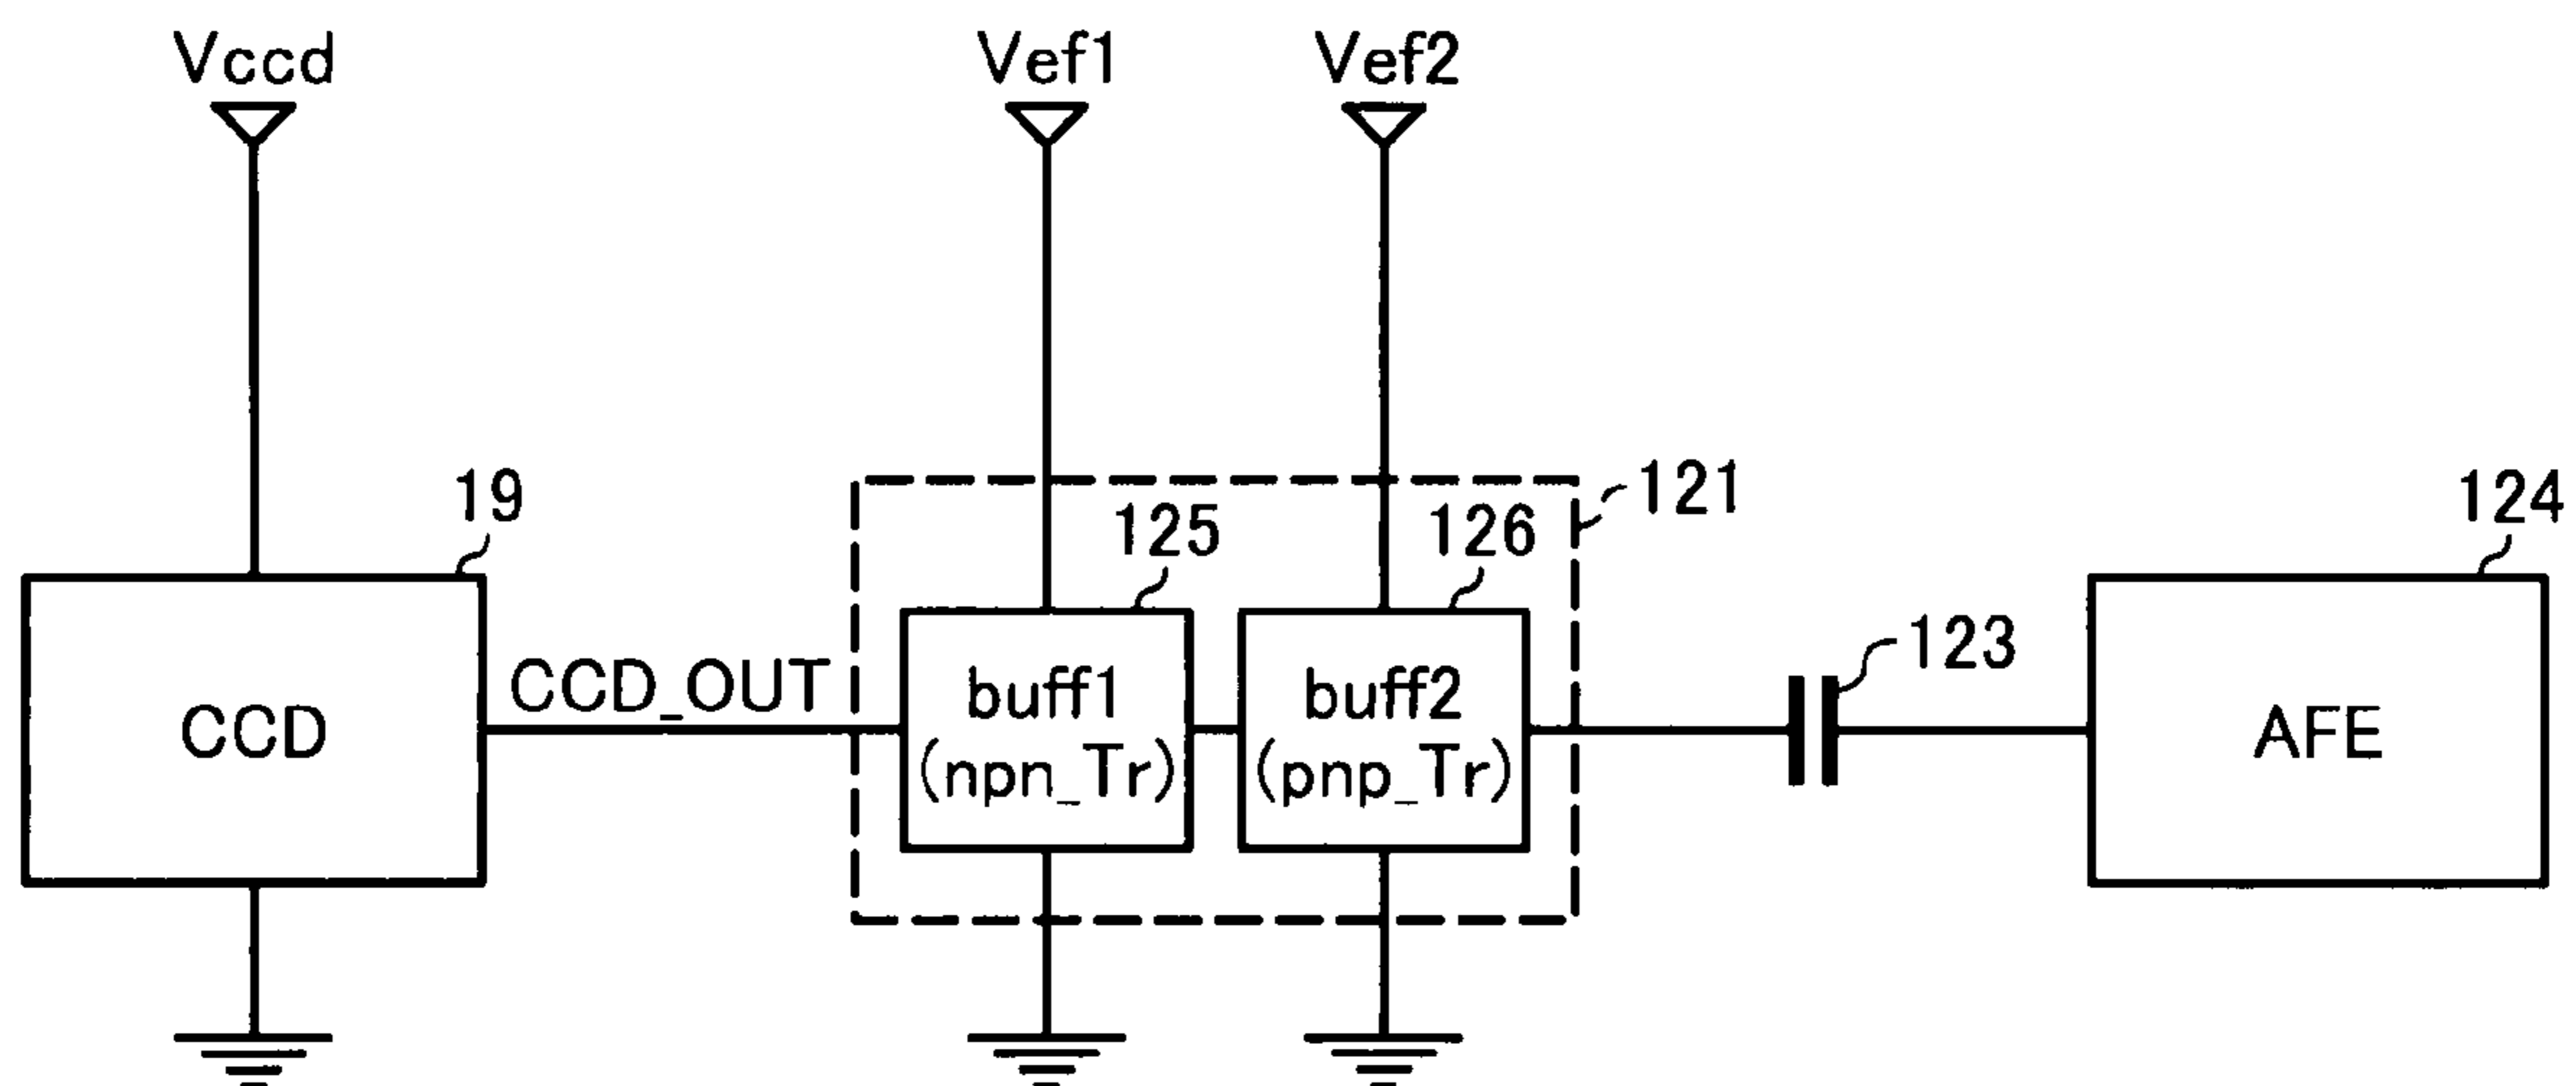 Vccd
Vef1
Vef2
19
121
125
126
124
123
CCD
CCD_OUT
buff1
(npn_Tr)
buff2
(pnp_Tr)
AFE